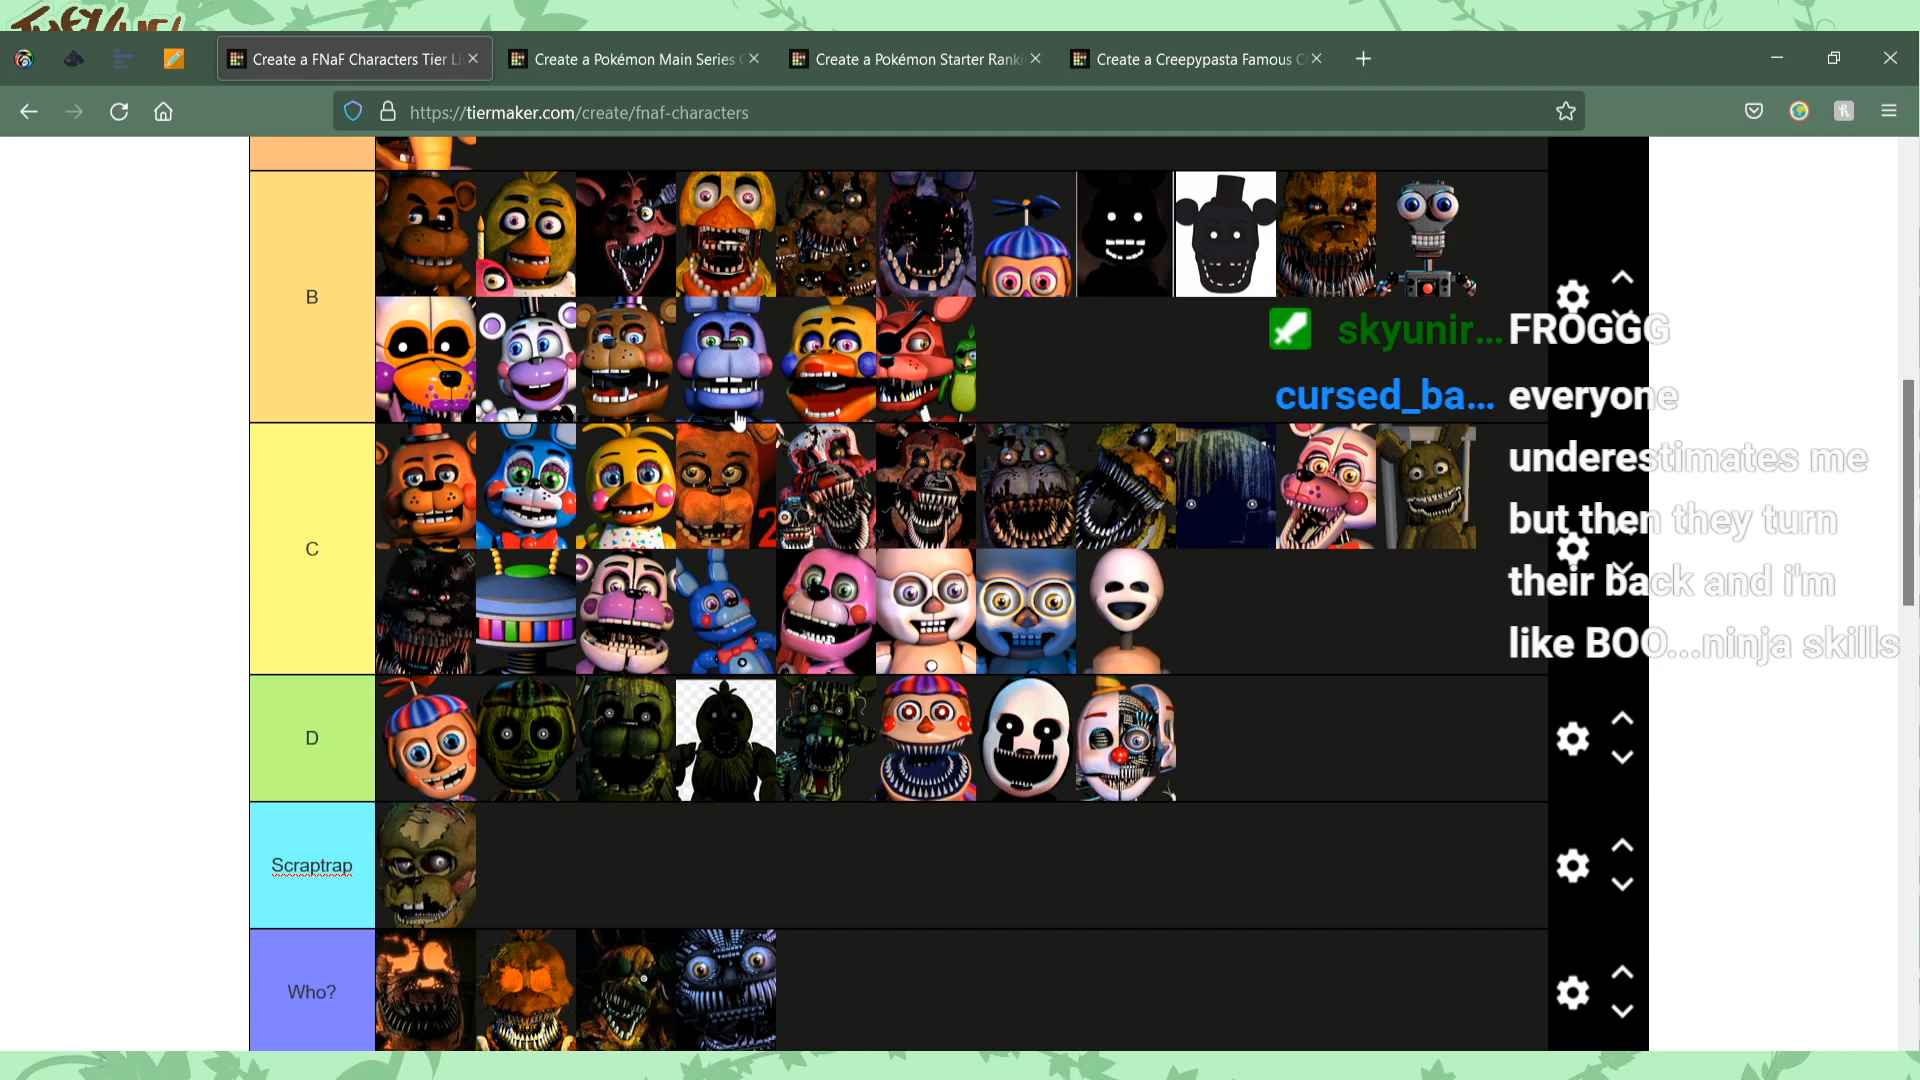 Create a FNaF Characters Tier Li
Create a Pokémon Main Series
Create a Pokémon Starter Ranki
Create a Creepypasta Famous C
https://tiermaker.com/create/fnaf-characters
B
skyunir... FROGGG
cursed_ba... everyone
underestimates me
but then they turn
their back and i'm
like BOO...ninja skills
C
2
D
Scraptrap
Who?